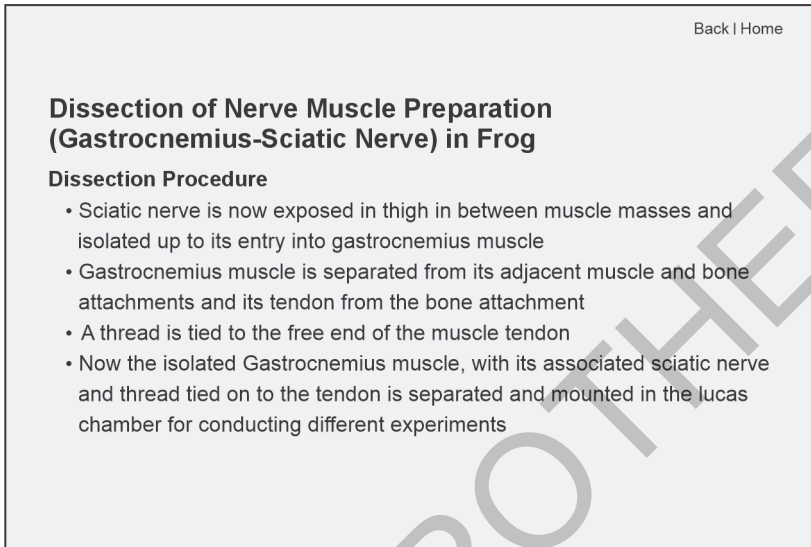 Back I Home
Dissection of Nerve Muscle Preparation
(Gastrocnemius-Sciatic Nerve) in Frog
Dissection Procedure
• Sciatic nerve is now exposed in thigh in between muscle masses and
isolated up to its entry into gastrocnemius muscle
• Gastrocnemius muscle is separated from its adjacent muscle and bone
attachments and its tendon from the bone attachment
• A thread is tied to the free end of the muscle tendon
• Now the isolated Gastrocnemius muscle, with its associated sciatic nerve
and thread tied on to the tendon is separated and mounted in the lucas
chamber for conducting different experiments